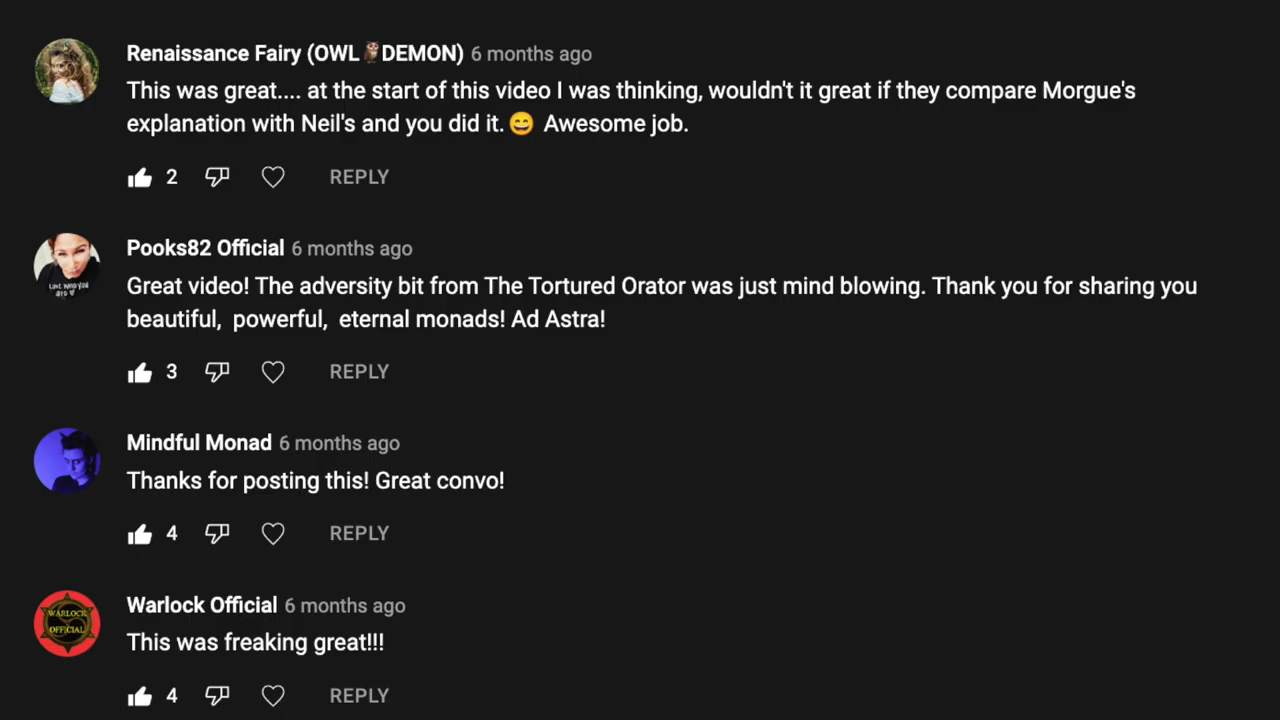 Renaissance Fairy (OWL🦉DEMON) 6 months ago
This was great.... at the start of this video I was thinking, wouldn't it great if they compare Morgue's
explanation with Neil's and you did it.😄 Awesome job.
2 REPLY
Pooks82 Official 6 months ago
Great video! The adversity bit from The Tortured Orator was just mind blowing. Thank you for sharing you
beautiful, powerful, eternal monads! Ad Astra!
3 REPLY
Mindful Monad 6 months ago
Thanks for posting this! Great convo!
4 REPLY
WARLOCK
OFFICIAL
Warlock Official 6 months ago
This was freaking great!!!
4 REPLY